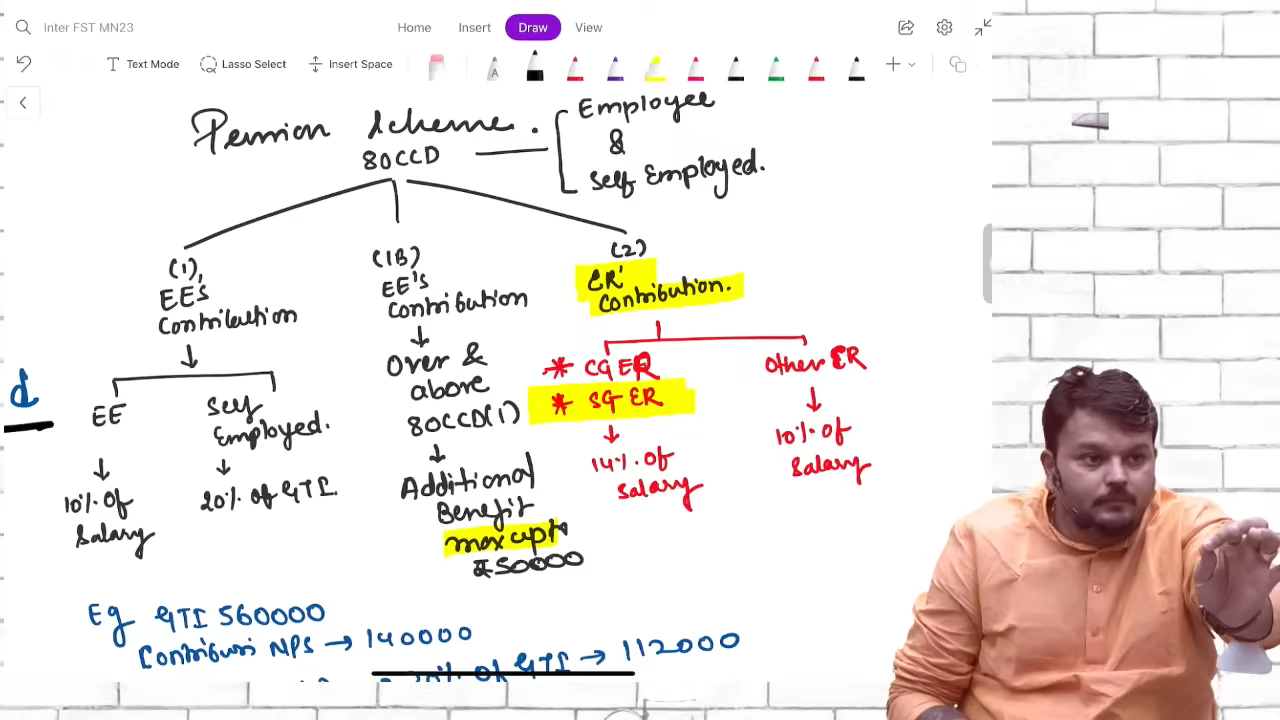 Inter FST MN23
Home
Insert
Draw
View
Text Mode
Lasso Select
Insert Space
Pension Scheme.
80CCD
Employee
&
Self Employed.
(1),
EE's
Contribution
EE
10% Of
Salary
Self
Employed.
20% of GTI.
(1B)
EE's
Contribution
Over &
above
80CCD(1)
Additional
Benefit
max upto
₹50000
(2)
ER'
Contribution.
* CG ER
* SG ER
14% Of
Salary
Other ER
10% Of
Salary
d
Eg GTI 560000
NPS → 140000
20% of GTI → 112000